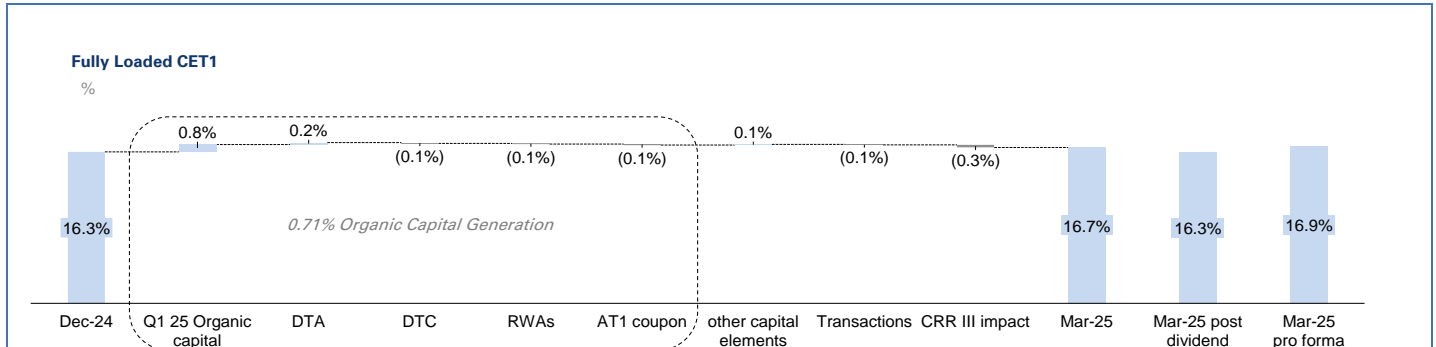 Fully Loaded CET1
%
0.8%
0.2%
(0.1%)
(0.1%)
(0.1%)
0.1%
(0.1%)
(0.3%)
16.3%
0.71% Organic Capital Generation
16.7%
16.3%
16.9%
Dec-24
Q1 25 Organic
capital
DTA
DTC
RWAs
AT1 coupon
other capital
elements
Transactions
CRR III impact
Mar-25
Mar-25 post
dividend
Mar-25
pro forma